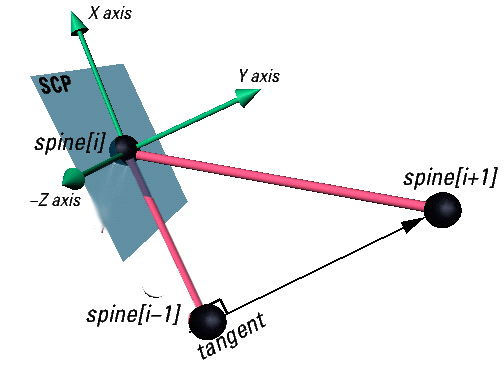 X axis
SCP
Y axis
spine[i]
spine[i+1]
−Z axis
spine[i−1]
tangent